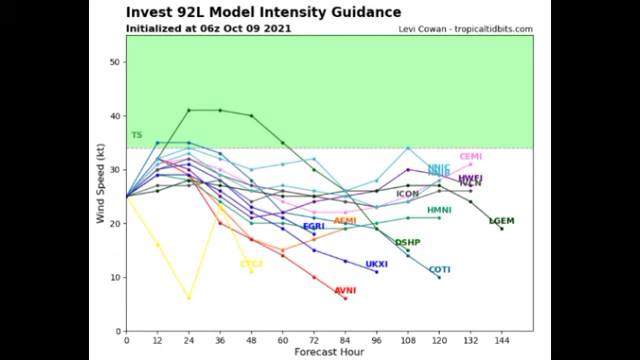 Invest 92L Model Intensity Guidance
Initialized at 06z Oct 09 2021
Levi Cowan - tropicaltidbits.com
50
40
30
20
10
0
Wind Speed (kt)
TS
CEMI
HWFI
ICON
HMNI
AEMI
LGEM
EGRI
DSHP
CTCZ
UKXI
COTI
AVNI
0 12 24 36 48 60 72 84 96 108 120 132 144
Forecast Hour